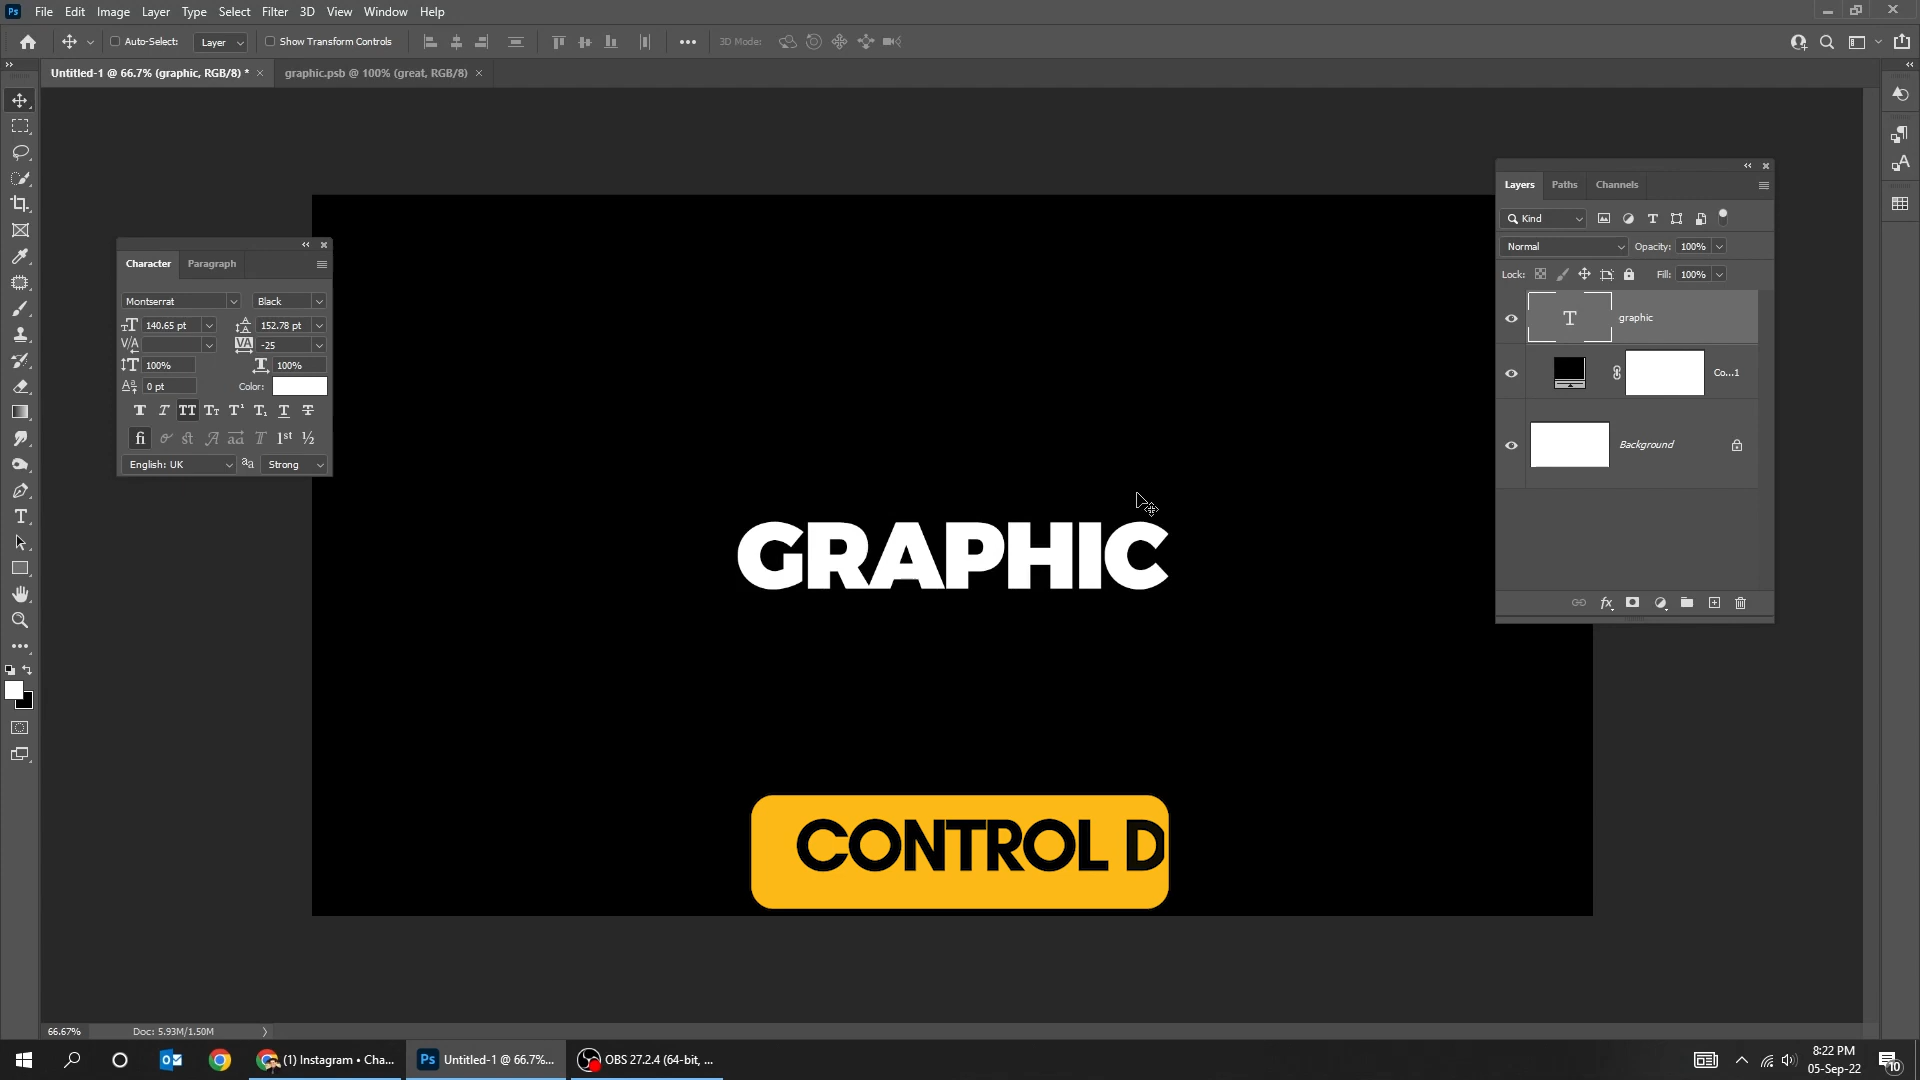 Ps File Edit Image Layer Type Select Filter 3D View Window Help
Auto-Select: Layer Show Transform Controls 3D Mode:
Untitled-1 @ 66.7% (graphic, RGB/8) * × graphic.psb @ 100% (great, RGB/8) ×
Character Paragraph
Montserrat Black
140.65 pt 152.78 pt
-25
100% 100%
0 pt Color:
English: UK Strong
Layers Paths Channels
Kind
Normal Opacity: 100%
Lock: Fill: 100%
graphic
Co...1
Background
GRAPHIC
CONTROL D
66.67% Doc: 5.93M/1.50M
(1) Instagram • Cha...
Ps Untitled-1 @ 66.7%...
OBS 27.2.4 (64-bit, ...
8:22 PM
05-Sep-22
10